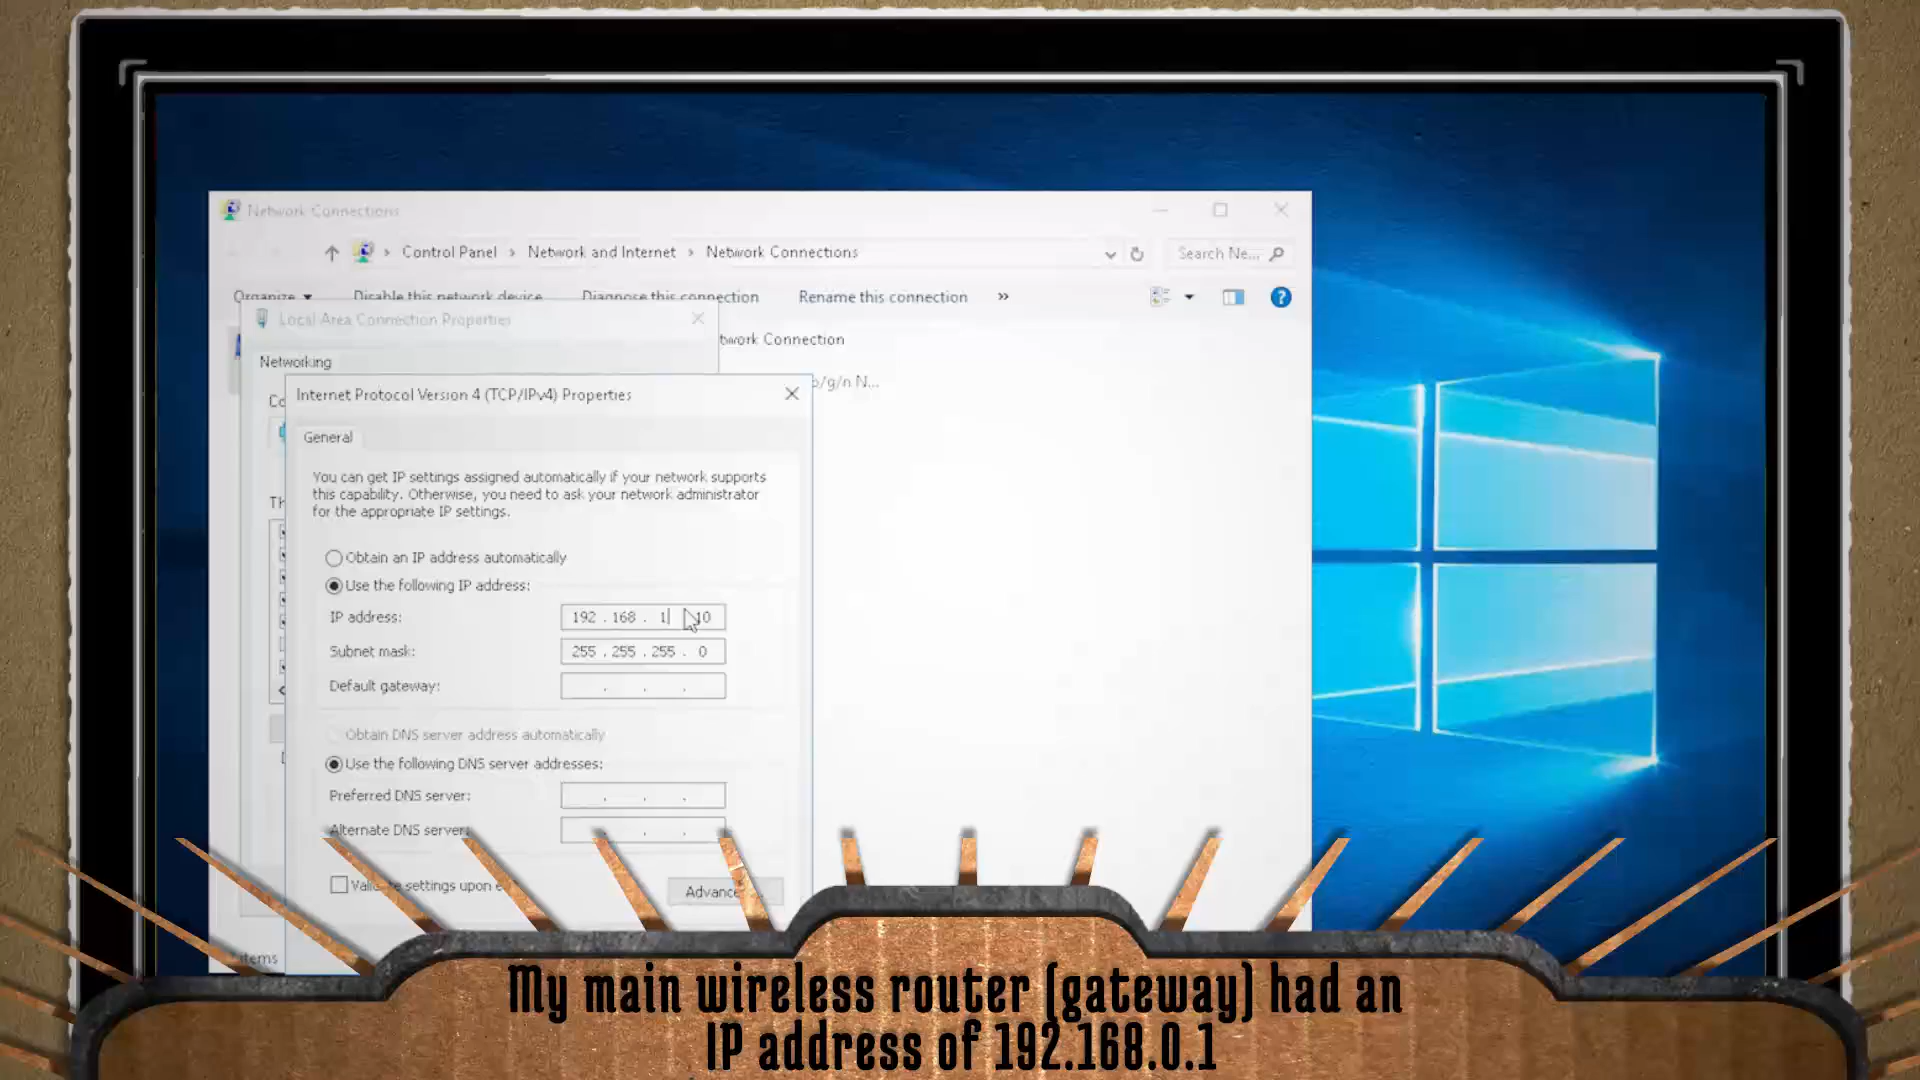 Network Connections
Control Panel > Network and Internet > Network Connections
Search Ne...
Organize Disable this network device Diagnose this connection Rename this connection »
Local Area Connection Properties
twork Connection
Networking
b/g/n N...
Internet Protocol Version 4 (TCP/IPv4) Properties
General
You can get IP settings assigned automatically if your network supports
this capability. Otherwise, you need to ask your network administrator
for the appropriate IP settings.
Obtain an IP address automatically
Use the following IP address:
IP address: 192 . 168 . 1 10
Subnet mask: 255 . 255 . 255 . 0
Default gateway: . . .
Obtain DNS server address automatically
Use the following DNS server addresses:
Preferred DNS server: . . .
Alternate DNS server: . . .
settings upon
My main wireless router (gateway) had an
IP address of 192.168.0.1